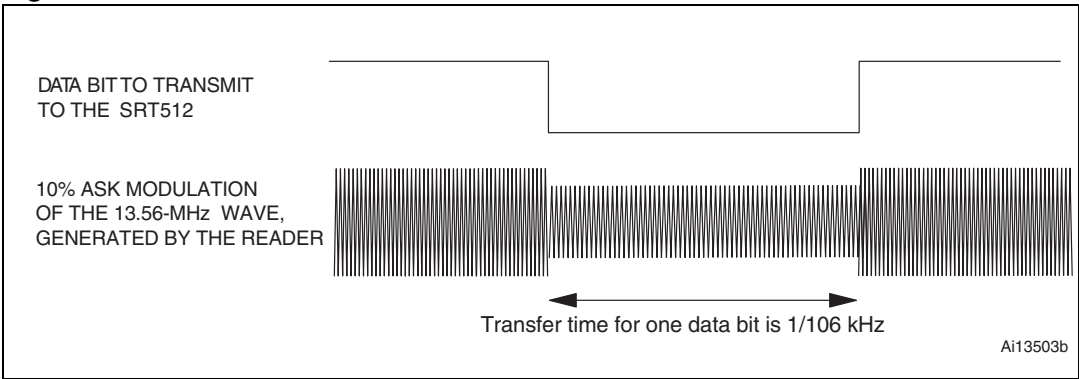 DATA BIT TO TRANSMIT
TO THE SRT512
10% ASK MODULATION
OF THE 13.56-MHz WAVE,
GENERATED BY THE READER
Transfer time for one data bit is 1/106 kHz
Ai13503b